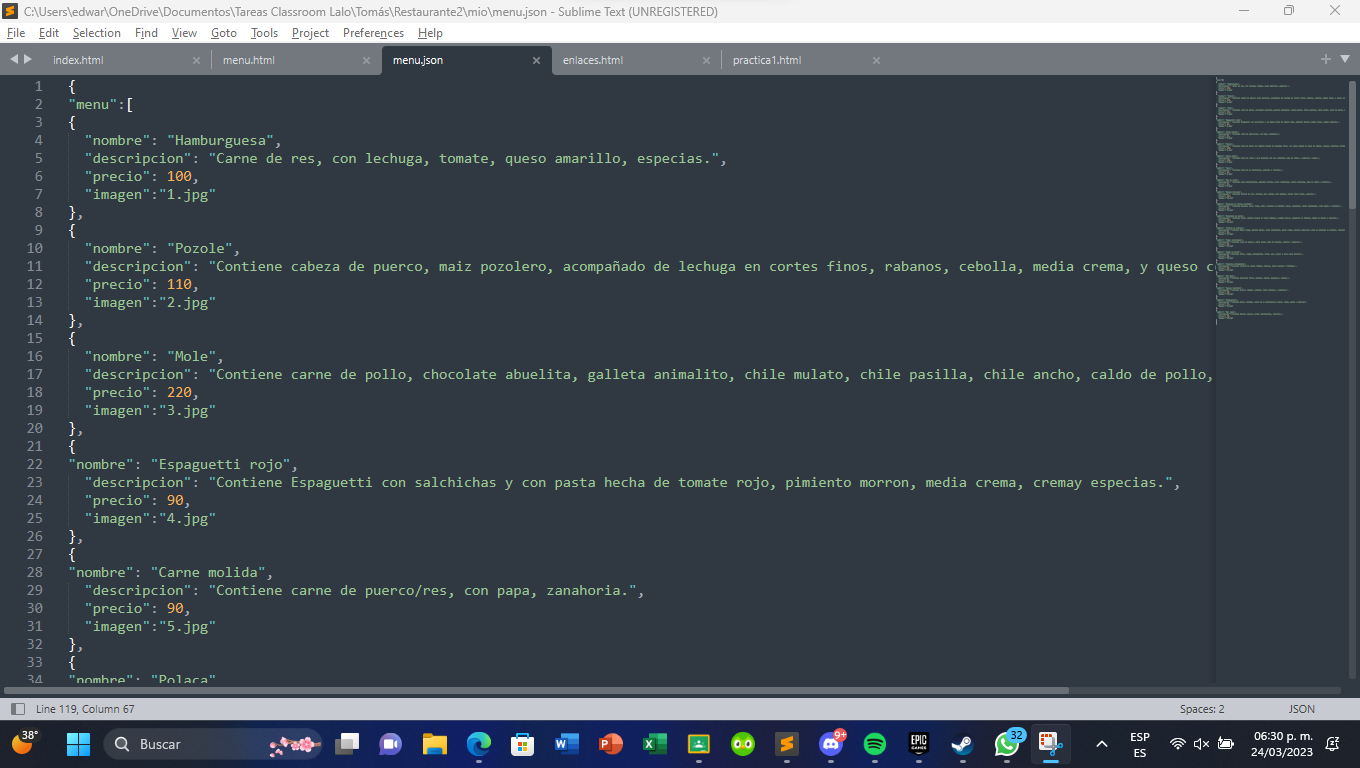 C:\Users\edwar\OneDrive\Documentos\Tareas Classroom Lalo\Tomás\Restaurante2\mio\menu.json - Sublime Text (UNREGISTERED)
File Edit Selection Find View Goto Tools Project Preferences Help
index.html menu.html menu.json enlaces.html practica1.html
1 {
2 "menu":[
3 {
4 "nombre": "Hamburguesa",
5 "descripcion": "Carne de res, con lechuga, tomate, queso amarillo, especias.",
6 "precio": 100,
7 "imagen":"1.jpg"
8 },
9 {
10 "nombre": "Pozole",
11 "descripcion": "Contiene cabeza de puerco, maiz pozolero, acompañado de lechuga en cortes finos, rabanos, cebolla, media crema, y queso c
12 "precio": 110,
13 "imagen":"2.jpg"
14 },
15 {
16 "nombre": "Mole",
17 "descripcion": "Contiene carne de pollo, chocolate abuelita, galleta animalito, chile mulato, chile pasilla, chile ancho, caldo de pollo,
18 "precio": 220,
19 "imagen":"3.jpg"
20 },
21 {
22 "nombre": "Espaguetti rojo",
23 "descripcion": "Contiene Espaguetti con salchichas y con pasta hecha de tomate rojo, pimiento morron, media crema, cremay especias.",
24 "precio": 90,
25 "imagen":"4.jpg"
26 },
27 {
28 "nombre": "Carne molida",
29 "descripcion": "Contiene carne de puerco/res, con papa, zanahoria.",
30 "precio": 90,
31 "imagen":"5.jpg"
32 },
33 {
34 "nombre": "Polaca"
Line 119, Column 67 Spaces: 2 JSON
38° Buscar 9+ EPIC GAMES 32 ESP 06:30 p. m.
ES 24/03/2023